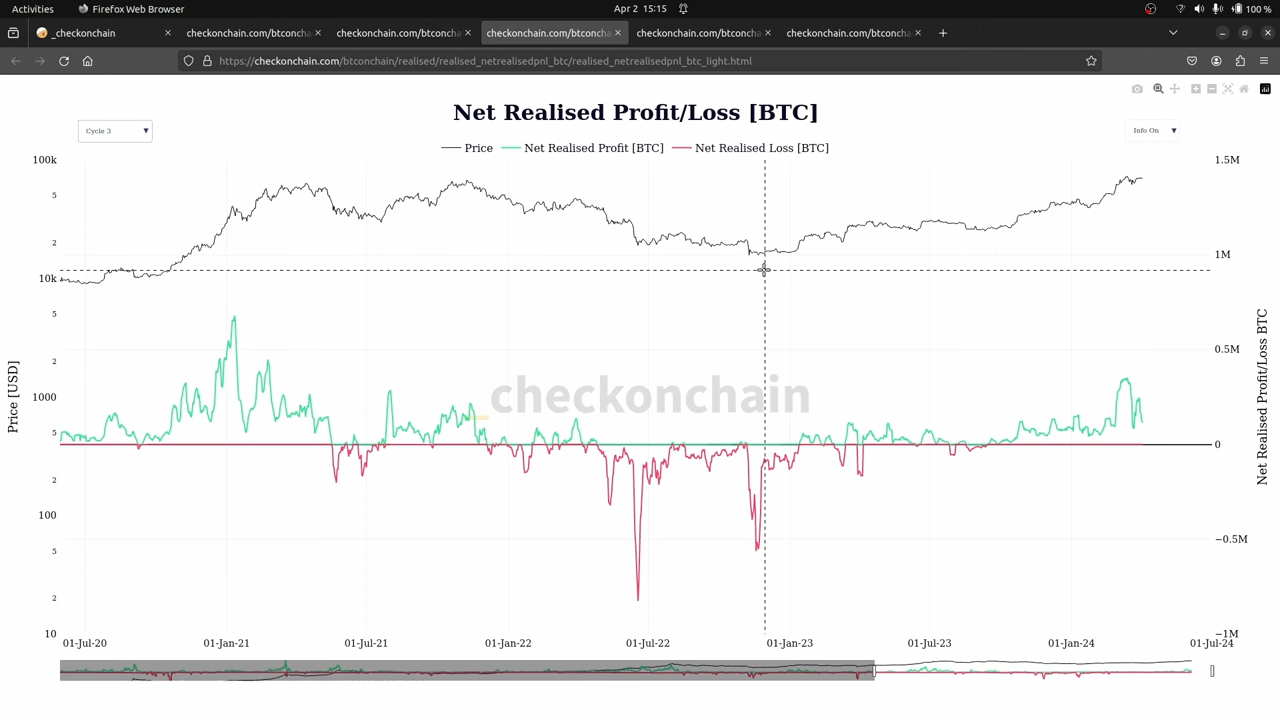 Activities Firefox Web Browser Apr 2 15:15 100 %
_checkonchain checkonchain.com/btconcha checkonchain.com/btconcha checkonchain.com/btconcha checkonchain.com/btconcha checkonchain.com/btconcha
https://checkonchain.com/btconchain/realised/realised_netrealisedpnl_btc/realised_netrealisedpnl_btc_light.html
Net Realised Profit/Loss [BTC]
Cycle 3
Info On
Price Net Realised Profit [BTC] Net Realised Loss [BTC]
100k
5
2
10k
5
2
1000
5
2
100
5
2
10
Price [USD]
checkonchain
1.5M
1M
0.5M
0
−0.5M
−1M
Net Realised Profit/Loss BTC
01-Jul-20 01-Jan-21 01-Jul-21 01-Jan-22 01-Jul-22 01-Jan-23 01-Jul-23 01-Jan-24 01-Jul-24